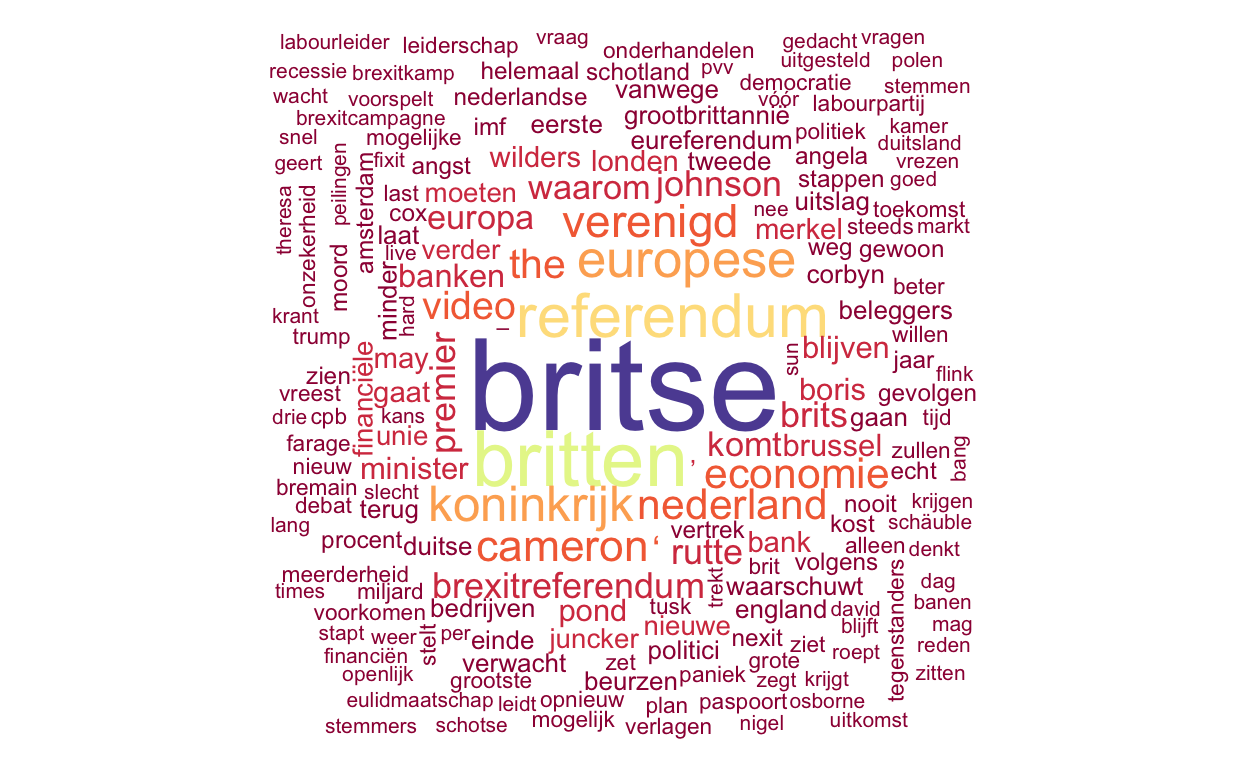 labourleider leiderschap vraag onderhandelen gedacht vragen
recessie brexitkamp helemaal schotland pvv uitgesteld polen
wacht voorspelt nederlandse vanwege democratie stemmen
brexitcampagne vóór labourpartij
snel mogelijke imf eerste grootbrittannië politiek kamer
geert peilingen fixit angst wilders londen eureferendum tweede angela duitsland vrezen
theresa onzekerheid amsterdam last moeten waarom johnson stappen goed
cox europa verenigd nee uitslag toekomst
moord laat live verder the europese merkel steeds markt
minder banken weg gewoon
krant hard video referendum corbyn beter
trump – beleggers willen
zien financiële may premier britse sun blijven jaar flink
vreest gaat boris gevolgen
drie cpb kans brits gaan tijd
farage unie britten ’ komt brussel zullen bang
nieuw minister economie echt
bremain slecht koninkrijk nederland nooit krijgen
debat terug kost schäuble
lang vertrek
procent duitse cameron ‘ rutte bank alleen denkt
meerderheid brit volgens
times miljard brexitreferendum trekt waarschuwt tegenstanders dag
voorkomen bedrijven pond tusk england david banen
stapt weer per einde juncker nieuwe nexit ziet blijft mag
financiën stelt politici roept reden
openlijk verwacht zet grote zitten
grootste beurzen paniek zegt krijgt
eulidmaatschap leidt opnieuw plan paspoort osborne
stemmers schotse mogelijk verlagen nigel uitkomst